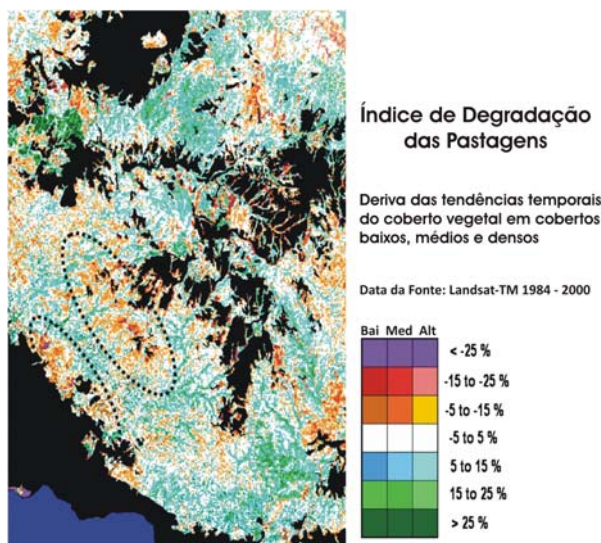 Índice de Degradação
das Pastagens
Deriva das tendências temporais
do coberto vegetal em cobertos
baixos, médios e densos
Data da Fonte: Landsat-TM 1984 - 2000
Bai Med Alt
< -25 %
-15 to -25 %
-5 to -15 %
-5 to 5 %
5 to 15 %
15 to 25 %
> 25 %